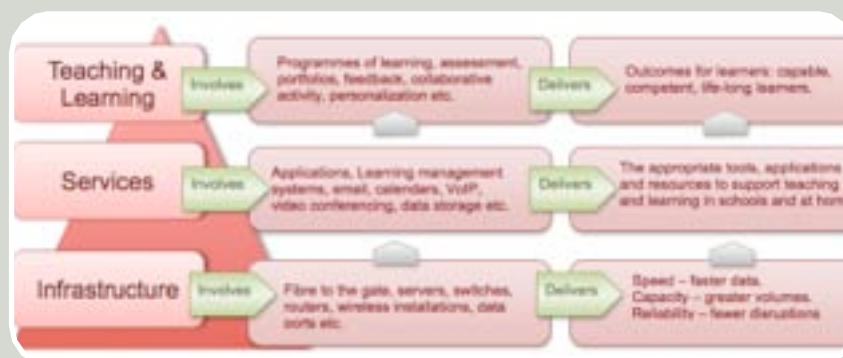 Teaching &
Learning
Involves
Programmes of learning, assessment,
portfolios, feedback, collaborative
activity, personalization etc.
Delivers
Outcomes for learners: capable,
competent, life-long learners.
Services
Involves
Applications, Learning management
systems, email, calenders, VoIP,
video conferencing, data storage etc.
Delivers
The appropriate tools, applications
and resources to support teaching
and learning in schools and at hom
Infrastructure
Involves
Fibre to the gate, servers, switches,
routers, wireless installations, data
ports etc.
Delivers
Speed – faster data.
Capacity – greater volumes.
Reliability – fewer disruptions